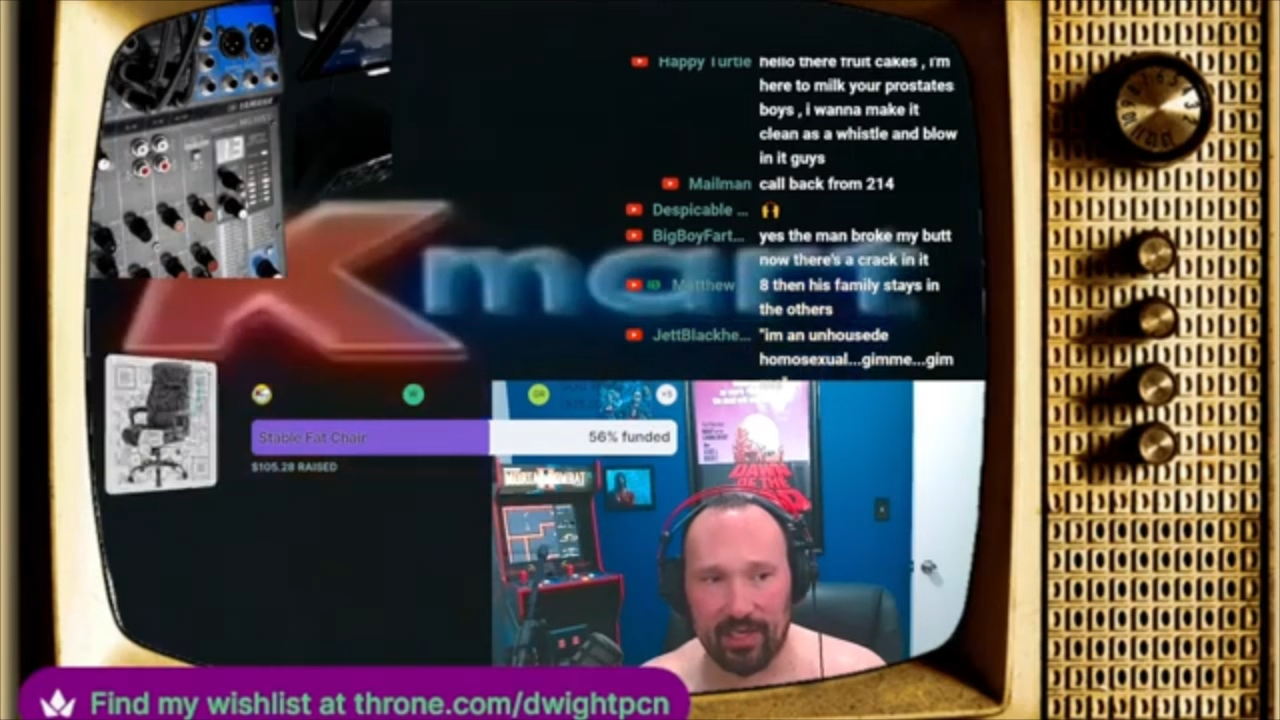 Happy Turtle hello there fruit cakes , i'm
here to milk your prostates
boys , i wanna make it
clean as a whistle and blow
in it guys
Mailman call back from 214
Despicable ...
BigBoyFart... yes the man broke my butt
now there's a crack in it
Matthew 8 then his family stays in
the others
JettBlackhe... "im an unhousede
homosexual...gimme...gim
YAMAHA
13
Kmart
Stable Fat Chair 56% funded
$105.28 RAISED
+5
DAWN
OF THE
Find my wishlist at throne.com/dwightpcn